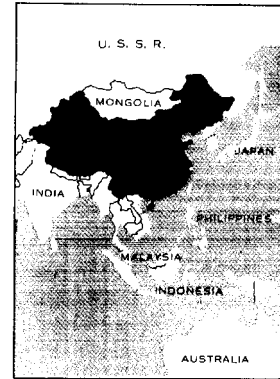 U. S. S. R.
MONGOLIA
JAPAN
INDIA
PHILIPPINES
MALAYSIA
INDONESIA
AUSTRALIA